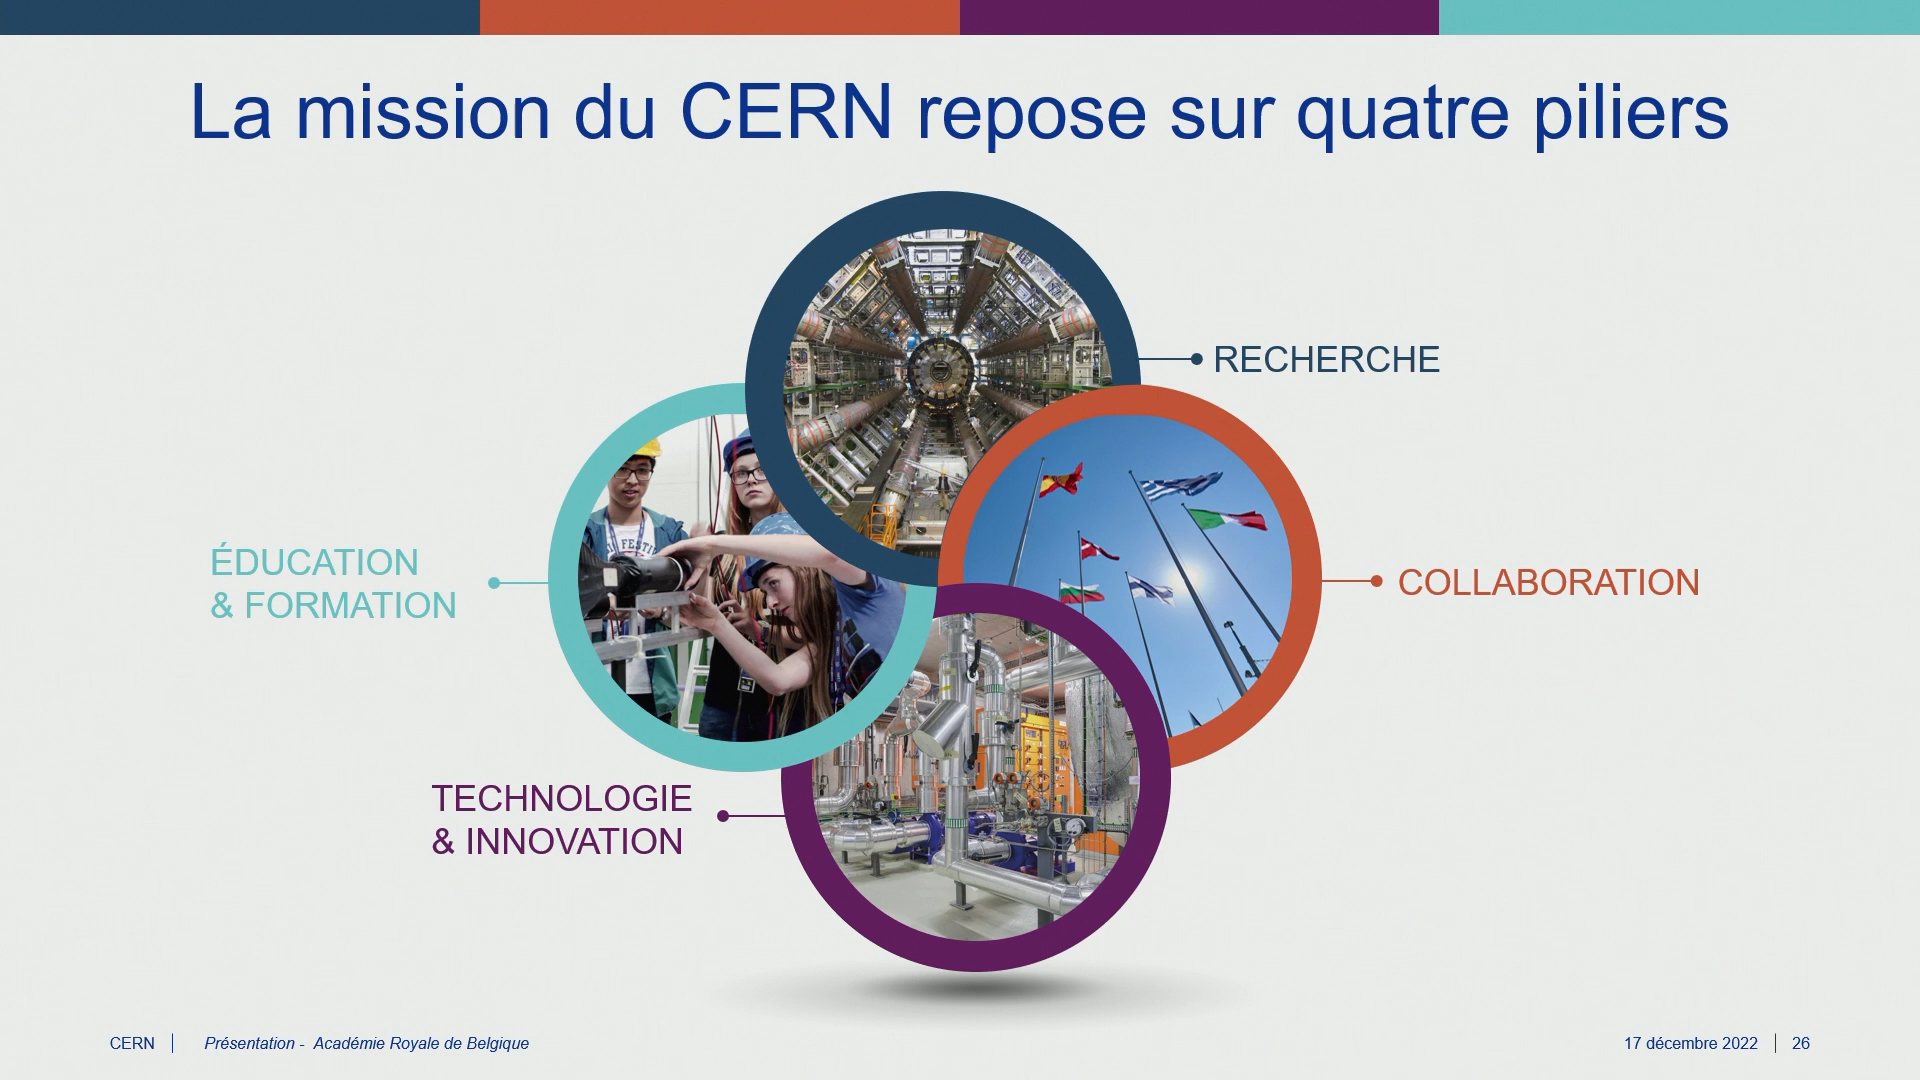 La mission du CERN repose sur quatre piliers
RECHERCHE
COLLABORATION
ÉDUCATION
& FORMATION
TECHNOLOGIE
& INNOVATION
CERN
Présentation - Académie Royale de Belgique
17 décembre 2022
26